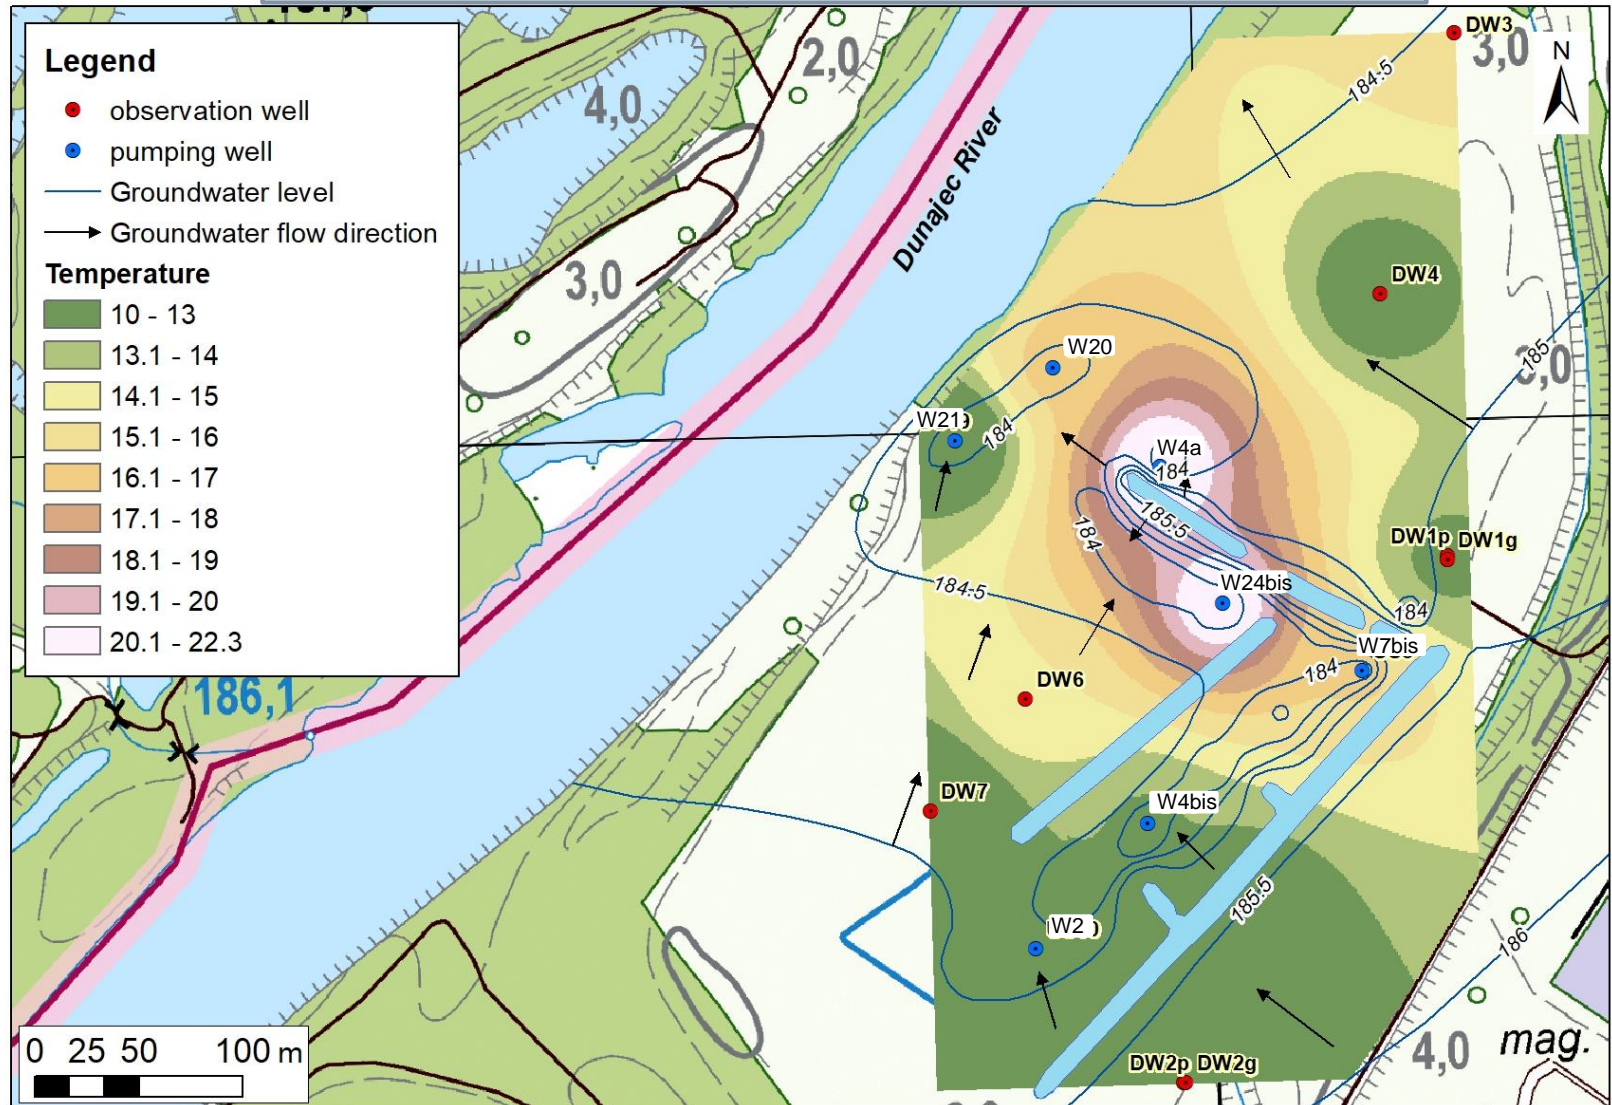 Legend
observation well
pumping well
Groundwater level
Groundwater flow direction
Temperature
10 - 13
13.1 - 14
14.1 - 15
15.1 - 16
16.1 - 17
17.1 - 18
18.1 - 19
19.1 - 20
20.1 - 22.3
2,0
4,0
3,0
Dunajec River
DW3
3,0
N
184.5
DW4
185
W20
W21
184
W4a
184
185.5
184
DW1p DW1g
W24bis
184
184.5
W7bis
184
DW6
186,1
DW7
W4bis
185.5
W2
186
DW2p DW2g
4,0
mag.
0 25 50 100 m